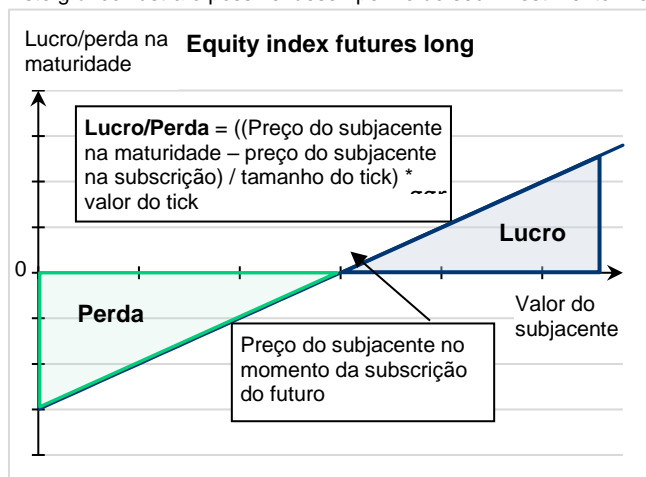 Lucro/perda na
maturidade
Equity index futures long
Lucro/Perda = ((Preço do subjacente
na maturidade – preço do subjacente
na subscrição) / tamanho do tick) *
valor do tick
Lucro
0
Perda
Valor do
subjacente
Preço do subjacente no
momento da subscrição
do futuro